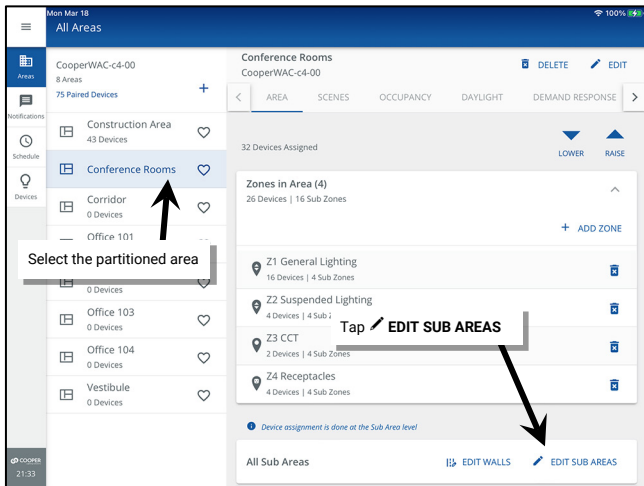 Mon Mar 18
100%
All Areas
Areas
Notifications
Schedule
Devices
COOPER
21:33
CooperWAC-c4-00
8 Areas
75 Paired Devices
+
Construction Area
43 Devices
Conference Rooms
Corridor
0 Devices
Office 101
Select the partitioned area
0 Devices
Office 103
0 Devices
Office 104
0 Devices
Vestibule
0 Devices
Conference Rooms
CooperWAC-c4-00
DELETE
EDIT
< AREA SCENES OCCUPANCY DAYLIGHT DEMAND RESPONSE >
32 Devices Assigned
LOWER RAISE
Zones in Area (4)
26 Devices | 16 Sub Zones
+ ADD ZONE
Z1 General Lighting
16 Devices | 4 Sub Zones
Z2 Suspended Lighting
4 Devices | 4 Sub
Tap EDIT SUB AREAS
Z3 CCT
2 Devices | 4 Sub Zones
Z4 Receptacles
4 Devices | 4 Sub Zones
Device assignment is done at the Sub Area level
All Sub Areas
EDIT WALLS
EDIT SUB AREAS